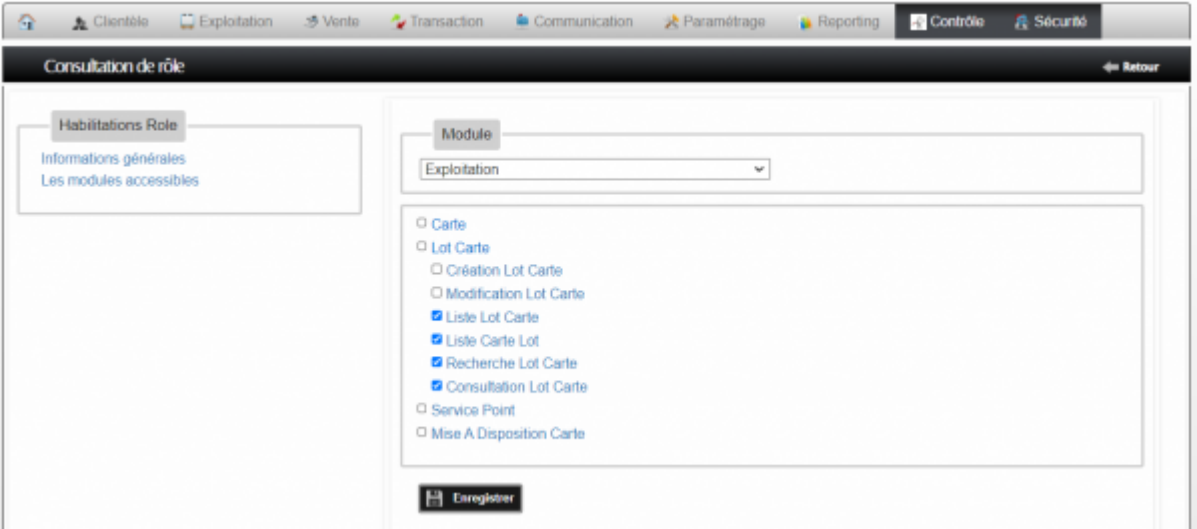 Clientèle Exploitation Vente Transaction Communication Paramétrage Reporting Contrôle Sécurité
Consultation de rôle
Retour
Habilitations Role
Informations générales
Les modules accessibles
Module
Exploitation
Carte
Lot Carte
Création Lot Carte
Modification Lot Carte
Liste Lot Carte
Liste Carte Lot
Recherche Lot Carte
Consultation Lot Carte
Service Point
Mise A Disposition Carte
Enregistrer